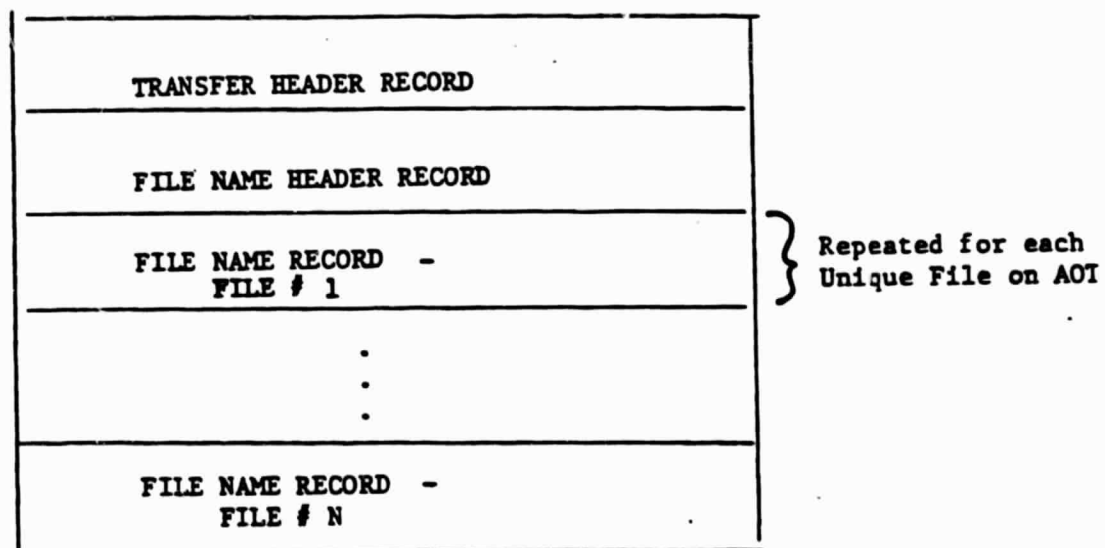 TRANSFER HEADER RECORD
FILE NAME HEADER RECORD
FILE NAME RECORD -
FILE # 1
Repeated for each
Unique File on AOT
FILE NAME RECORD -
FILE # N